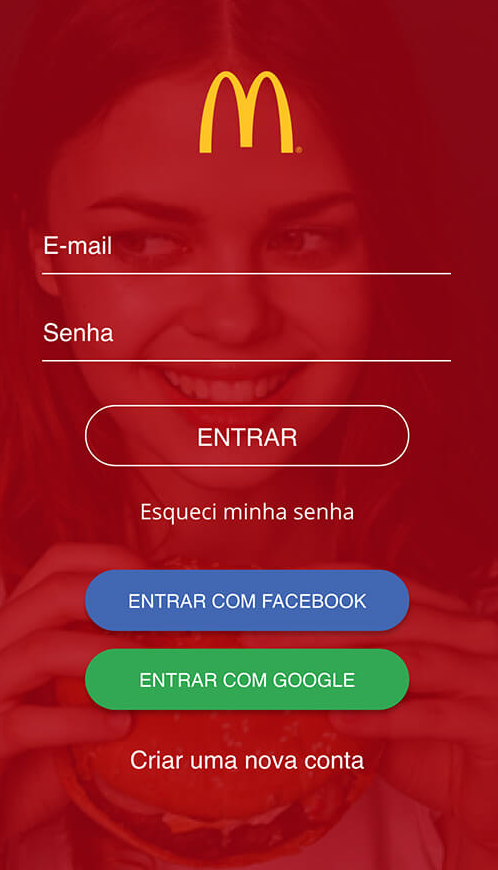 E-mail
Senha
ENTRAR
Esqueci minha senha
ENTRAR COM FACEBOOK
ENTRAR COM GOOGLE
Criar uma nova conta